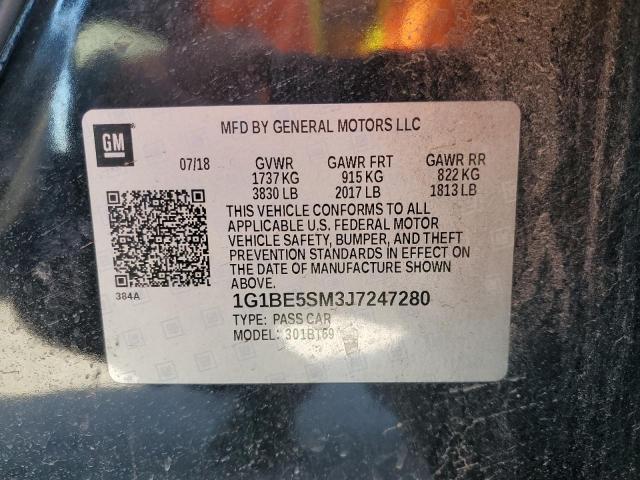 MFD BY GENERAL MOTORS LLC
GM
07/18 GVWR GAWR FRT GAWR RR
1737 KG 915 KG 822 KG
3830 LB 2017 LB 1813 LB
THIS VEHICLE CONFORMS TO ALL
APPLICABLE U.S. FEDERAL MOTOR
VEHICLE SAFETY, BUMPER, AND THEFT
PREVENTION STANDARDS IN EFFECT ON
THE DATE OF MANUFACTURE SHOWN
ABOVE.
384A
1G1BE5SM3J7247280
TYPE: PASS CAR
MODEL: 301BT69